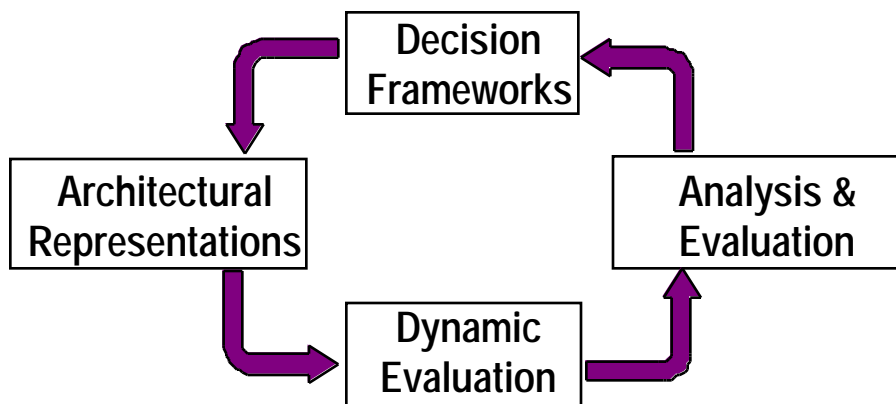 Decision
Frameworks
Architectural
Representations
Analysis &
Evaluation
Dynamic
Evaluation